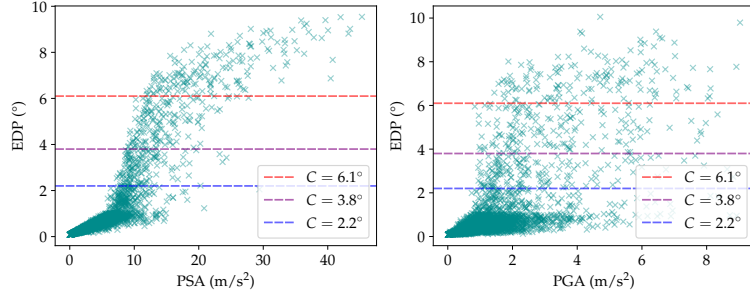 10
8
6
4
2
0
EDP (°)
C = 6.1°
C = 3.8°
C = 2.2°
0 10 20 30 40
PSA (m/s²)
10
8
6
4
2
0
EDP (°)
C = 6.1°
C = 3.8°
C = 2.2°
0 2 4 6 8
PGA (m/s²)